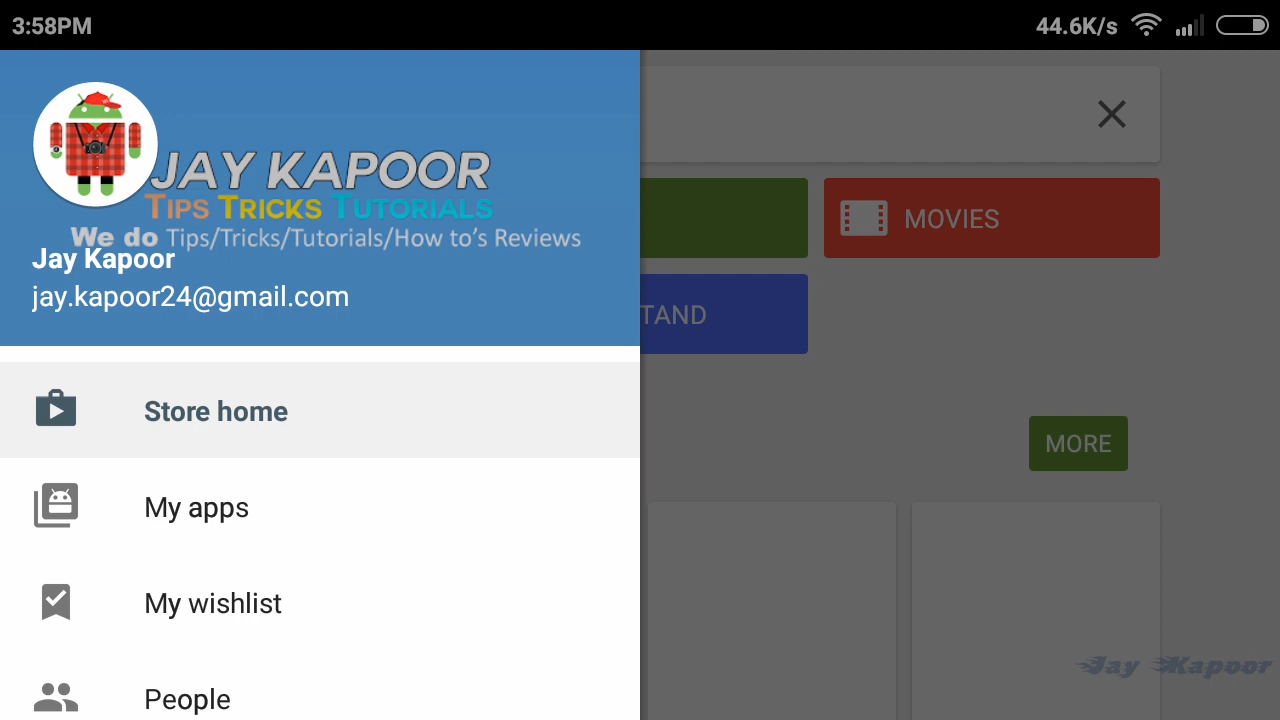 3:58PM
44.6K/s
JAY KAPOOR
TIPS TRICKS TUTORIALS
We do Tips/Tricks/Tutorials/How to's Reviews
Jay Kapoor
jay.kapoor24@gmail.com
MOVIES
TAND
Store home
MORE
My apps
My wishlist
Jay Kapoor
People